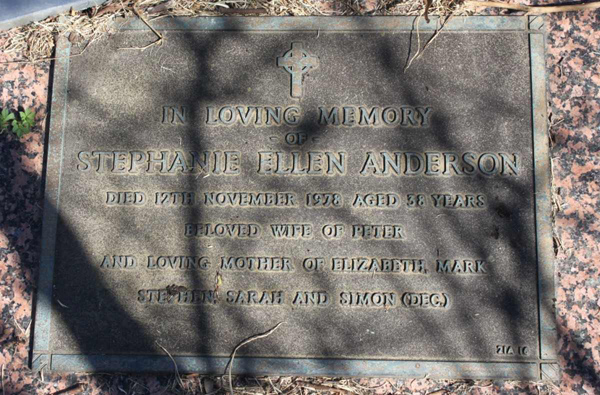 IN LOVING MEMORY
- OF -
STEPHANIE ELLEN ANDERSON
DIED 12TH NOVEMBER 1978 AGED 38 YEARS
BELOVED WIFE OF PETER
AND LOVING MOTHER OF ELIZABETH, MARK
STEPHEN, SARAH AND SIMON (DEC.)